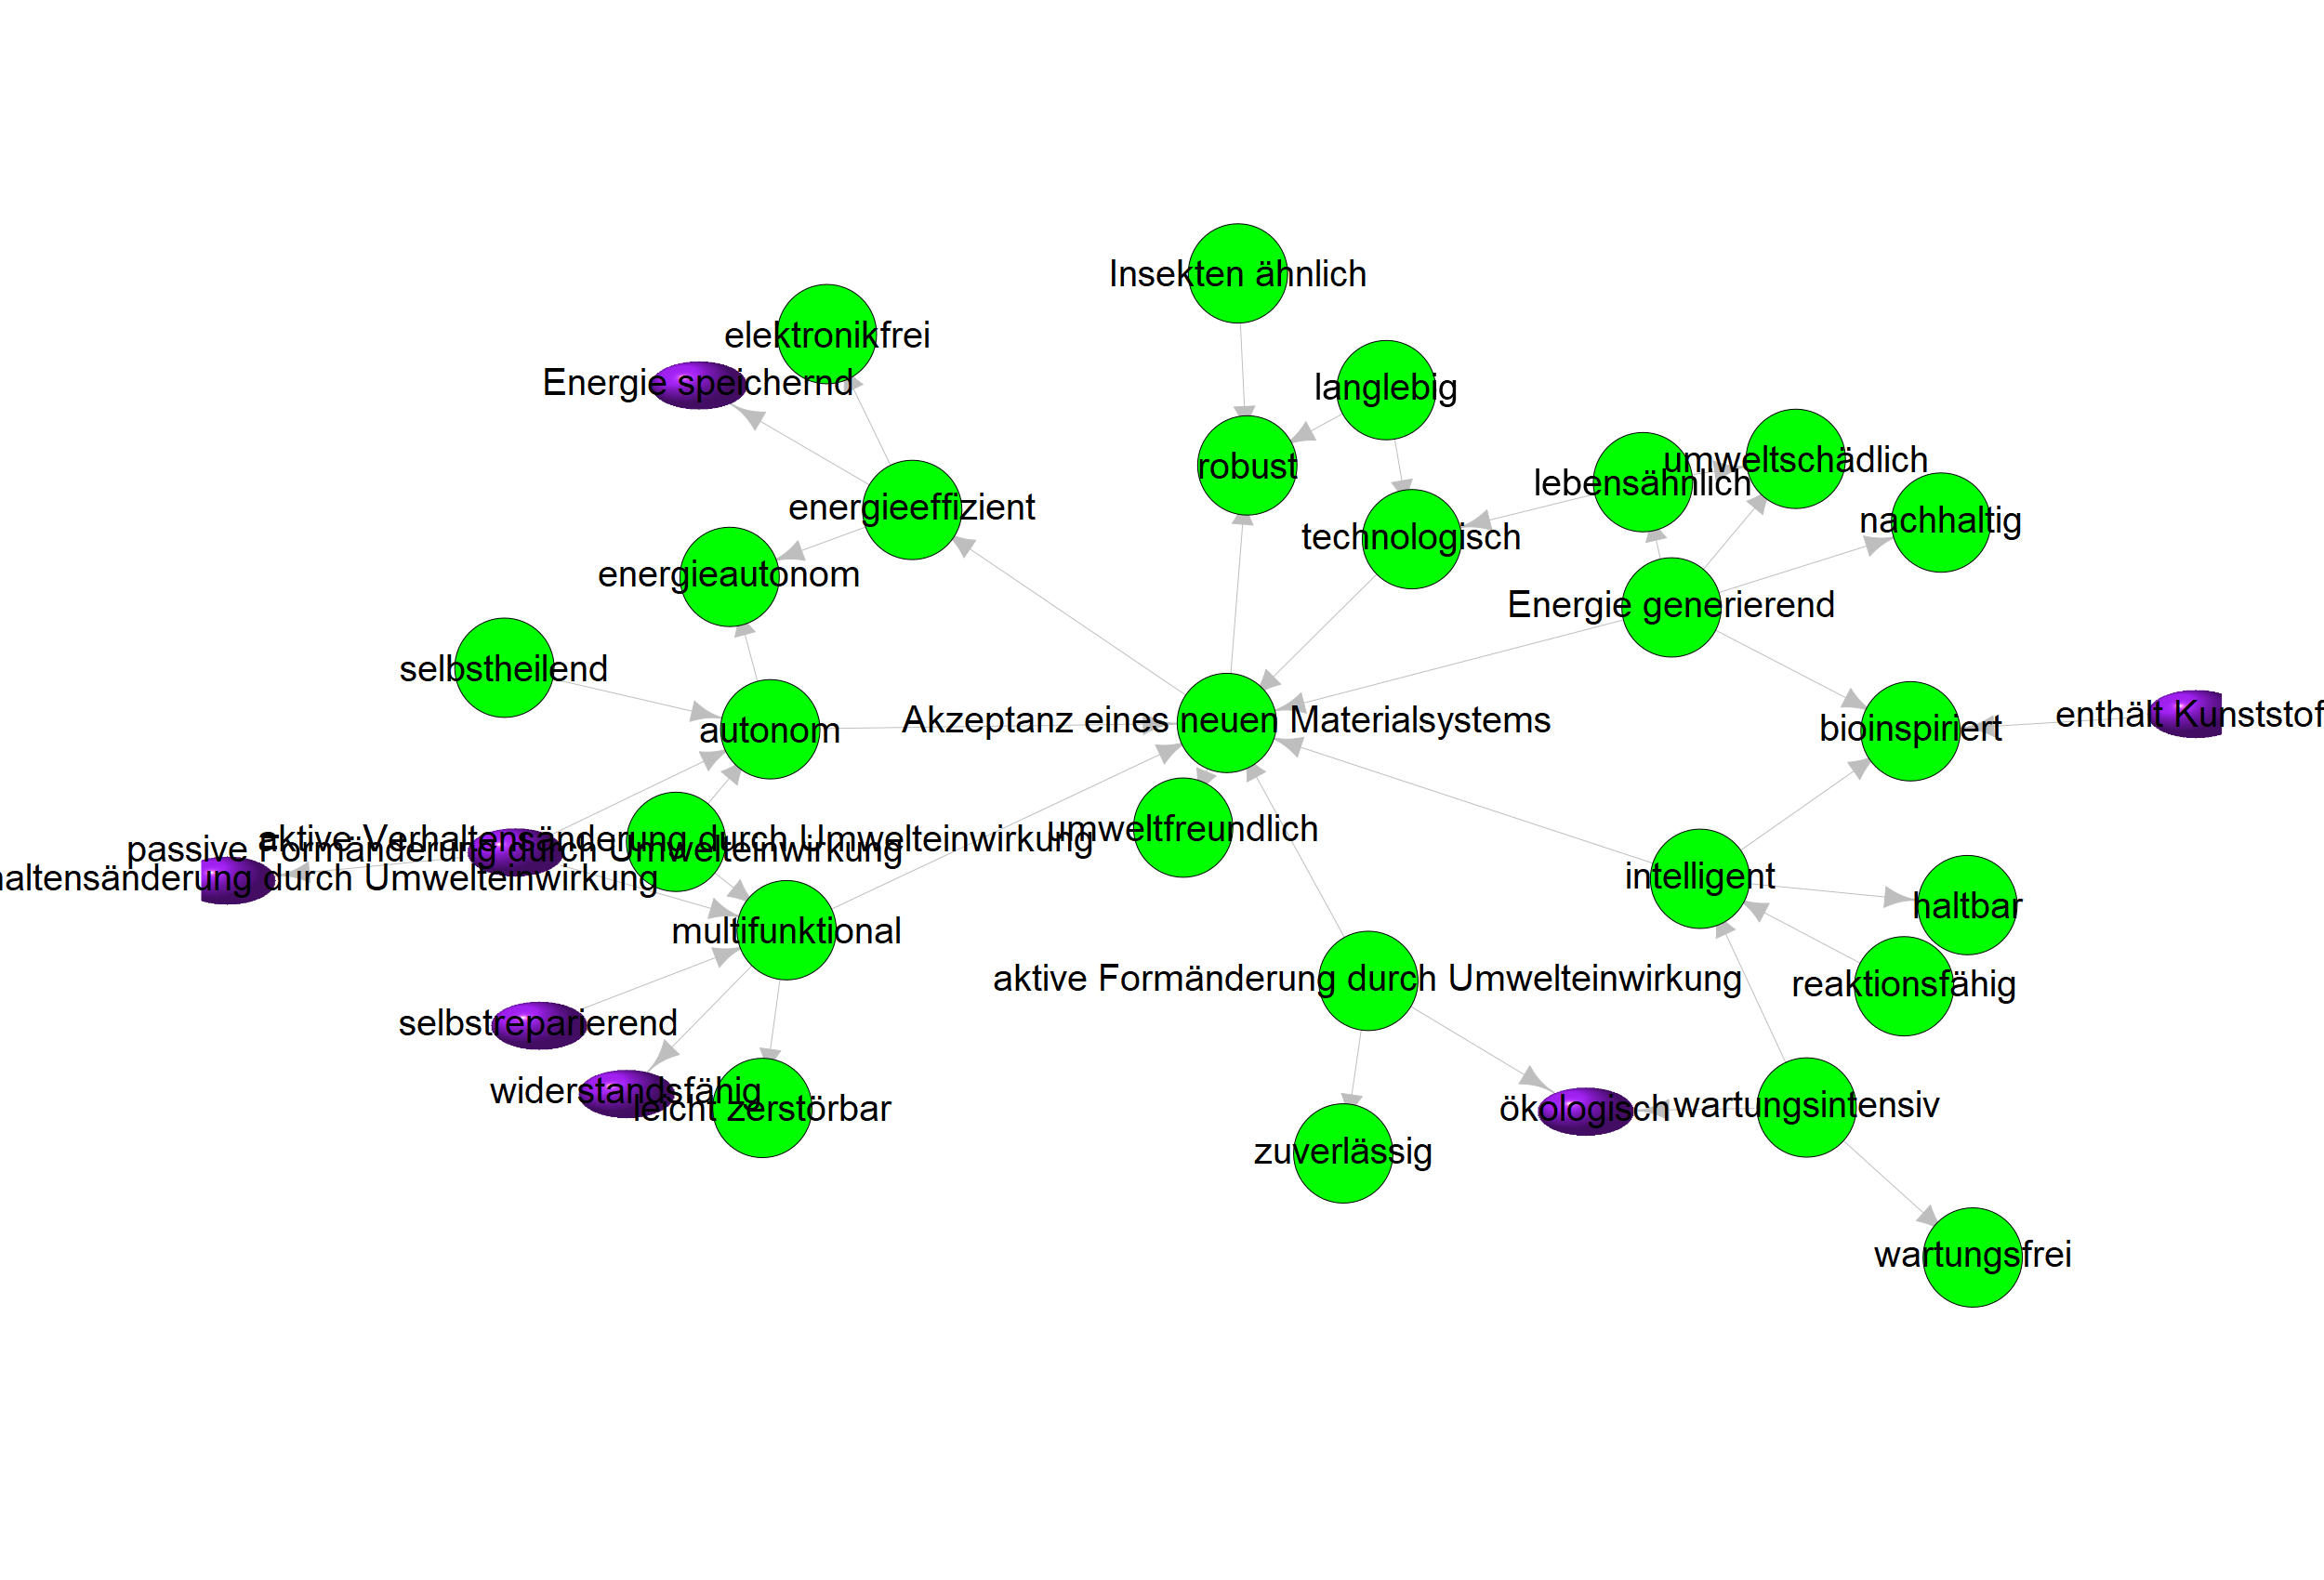 Insekten ähnlich
elektronikfrei
Energie speichernd
langlebig
umweltschädlich
robust
lebensähnlich
energieeffizient
nachhaltig
technologisch
energieautonom
Energie generierend
selbstheilend
Akzeptanz eines neuen Materialsystems
autonom
bioinspiriert
enthält Kunststof
umweltfreundlich
aktive Verhaltensänderung durch Umwelteinwirkung
passive Formänderung durch Umwelteinwirkung
haltensänderung durch Umwelteinwirkung
intelligent
haltbar
multifunktional
aktive Formänderung durch Umwelteinwirkung
reaktionsfähig
selbstreparierend
widerstandsfähig
leicht zerstörbar
ökologisch
wartungsintensiv
zuverlässig
wartungsfrei